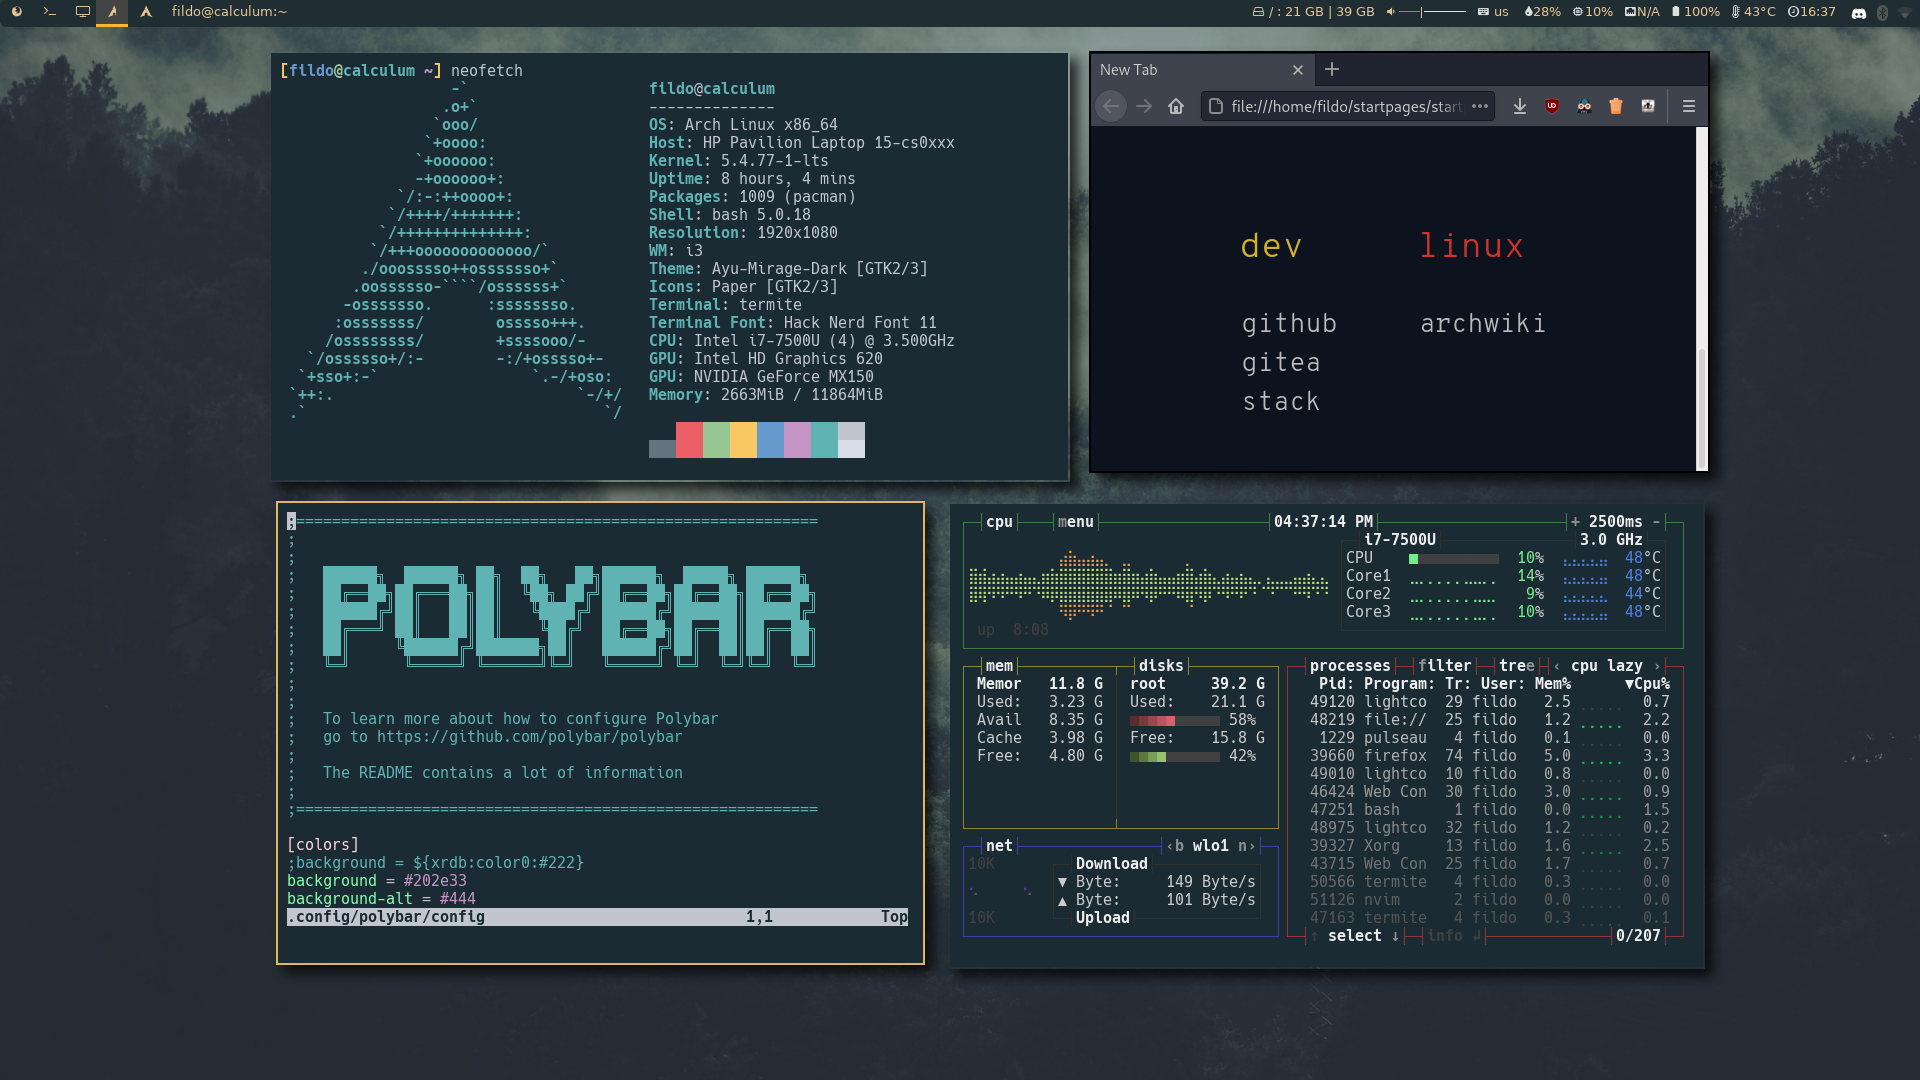 fildo@calculum:~
/ : 21 GB | 39 GB
us
28%
10%
N/A
100%
43°C
16:37
[fildo@calculum ~] neofetch
fildo@calculum
--------------
OS: Arch Linux x86_64
Host: HP Pavilion Laptop 15-cs0xxx
Kernel: 5.4.77-1-lts
Uptime: 8 hours, 4 mins
Packages: 1009 (pacman)
Shell: bash 5.0.18
Resolution: 1920x1080
WM: i3
Theme: Ayu-Mirage-Dark [GTK2/3]
Icons: Paper [GTK2/3]
Terminal: termite
Terminal Font: Hack Nerd Font 11
CPU: Intel i7-7500U (4) @ 3.500GHz
GPU: Intel HD Graphics 620
GPU: NVIDIA GeForce MX150
Memory: 2663MiB / 11864MiB
New Tab
file:///home/fildo/startpages/start
dev linux
github archwiki
gitea
stack
POLYBAR
; To learn more about how to configure Polybar
; go to https://github.com/polybar/polybar
; The README contains a lot of information
[colors]
;background = ${xrdb:color0:#222}
background = #202e33
background-alt = #444
.config/polybar/config 1,1 Top
cpu menu 04:37:14 PM + 2500ms -
i7-7500U 3.0 GHz
CPU 10% 48°C
Core1 14% 48°C
Core2 9% 44°C
Core3 10% 48°C
up 8:08
mem disks
Memor 11.8 G root 39.2 G
Used: 3.23 G Used: 21.1 G
Avail 8.35 G 58%
Cache 3.98 G Free: 15.8 G
Free: 4.80 G 42%
net ‹b wlo1 n›
10K Download
▼ Byte: 149 Byte/s
▲ Byte: 101 Byte/s
10K Upload
processes filter tree ‹ cpu lazy ›
Pid: Program: Tr: User: Mem% ▼Cpu%
49120 lightco 29 fildo 2.5 0.7
48219 file:// 25 fildo 1.2 2.2
1229 pulseau 4 fildo 0.1 0.0
39660 firefox 74 fildo 5.0 3.3
49010 lightco 10 fildo 0.8 0.0
46424 Web Con 30 fildo 3.0 0.9
47251 bash 1 fildo 0.0 1.5
48975 lightco 32 fildo 1.2 0.2
39327 Xorg 13 fildo 1.6 2.5
43715 Web Con 25 fildo 1.7 0.7
50566 termite 4 fildo 0.3 0.0
51126 nvim 2 fildo 0.0 0.0
47163 termite 4 fildo 0.3 0.1
↑ select ↓ info ↲ 0/207